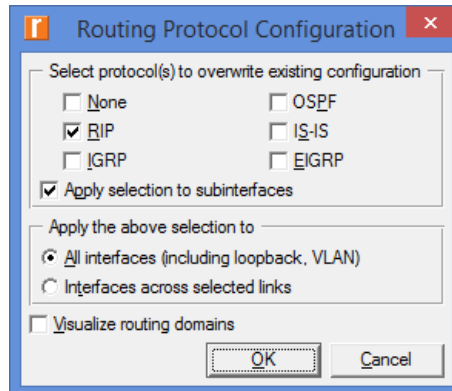 r Routing Protocol Configuration ×
Select protocol(s) to overwrite existing configuration
None OSPF
RIP IS-IS
IGRP EIGRP
Apply selection to subinterfaces
Apply the above selection to
All interfaces (including loopback, VLAN)
Interfaces across selected links
Visualize routing domains
OK Cancel